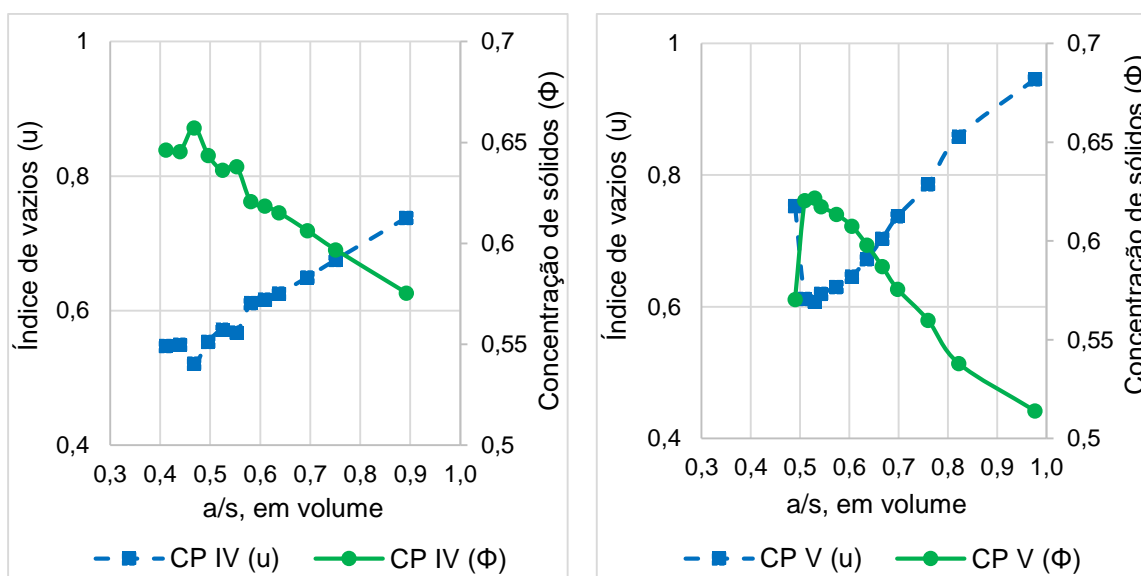 Índice de vazios (u)
1
0,8
0,6
0,4
0,7
0,65
0,6
0,55
0,5
Concentração de sólidos (Φ)
0,3 0,4 0,5 0,6 0,7 0,8 0,9 1,0
a/s, em volume
CP IV (u) CP IV (Φ)
Índice de vazios (u)
1
0,8
0,6
0,4
0,7
0,65
0,6
0,55
0,5
Concentração de sólidos (Φ)
0,3 0,4 0,5 0,6 0,7 0,8 0,9 1,0
a/s, em volume
CP V (u) CP V (Φ)